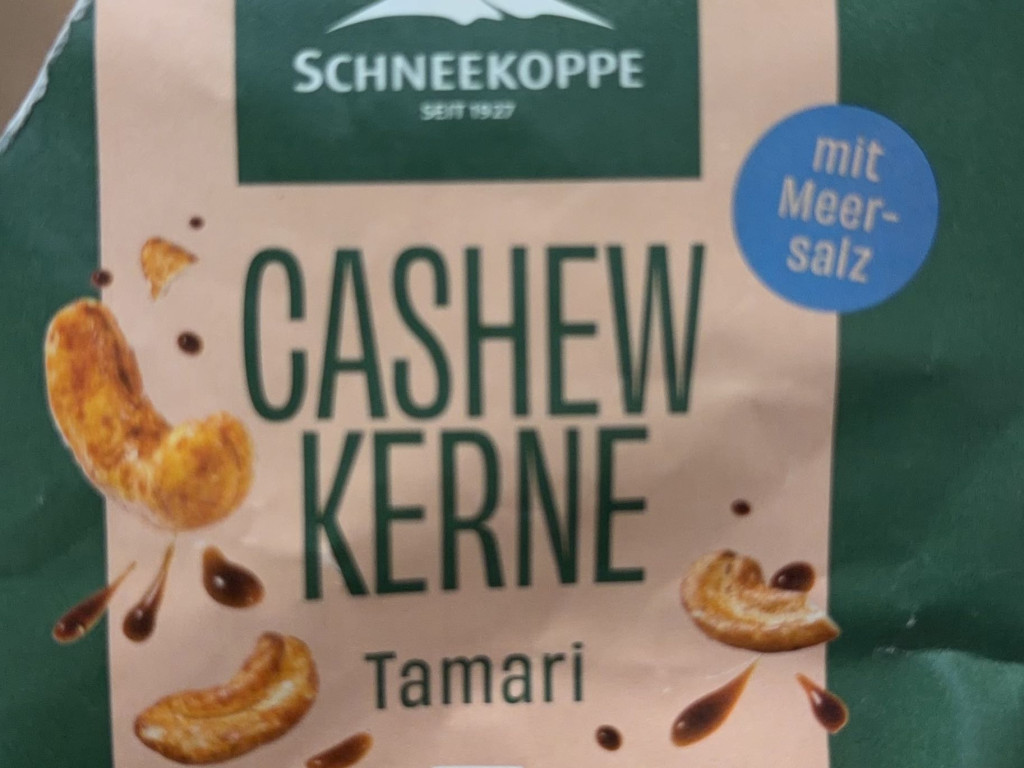 SCHNEEKOPPE
SEIT 1927
mit
Meer-
salz
CASHEW
KERNE
Tamari